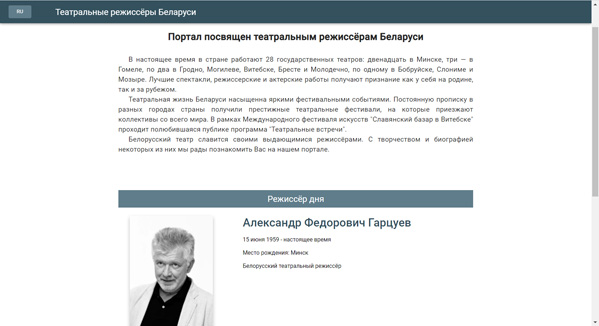 RU
Театральные режиссёры Беларуси
Портал посвящен театральным режиссёрам Беларуси
В настоящее время в стране работают 28 государственных театров: двенадцать в Минске, три — в
Гомеле, по два в Гродно, Могилеве, Витебске, Бресте и Молодечно, по одному в Бобруйске, Слониме и
Мозыре. Лучшие спектакли, режиссерские и актерские работы получают признание как у себя на родине,
так и за рубежом.
Театральная жизнь Беларуси насыщена яркими фестивальными событиями. Постоянную прописку в
разных городах страны получили престижные театральные фестивали, на которые приезжают
коллективы со всего мира. В рамках Международного фестиваля искусств "Славянский базар в Витебске"
проходит полюбившаяся публике программа "Театральные встречи".
Белорусский театр славится своими выдающимися режиссёрами. С творчеством и биографией
некоторых из них мы рады познакомить Вас на нашем портале.
Режиссёр дня
Александр Федорович Гарцуев
15 июня 1959 - настоящее время
Место рождения: Минск
Белорусский театральный режиссёр